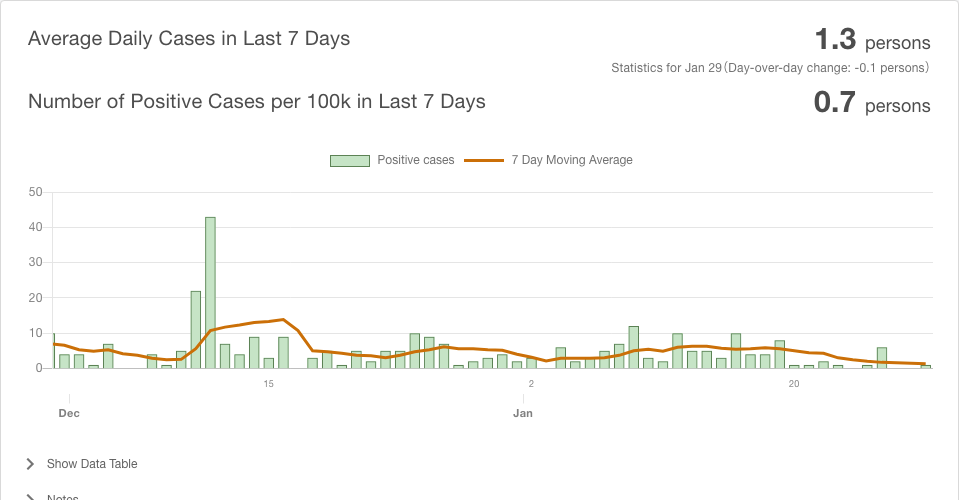 Average Daily Cases in Last 7 Days
1.3 persons
Statistics for Jan 29(Day-over-day change: -0.1 persons)
Number of Positive Cases per 100k in Last 7 Days
0.7 persons
Positive cases
7 Day Moving Average
50
40
30
20
10
0
15
2
20
Dec
Jan
Show Data Table
Notes